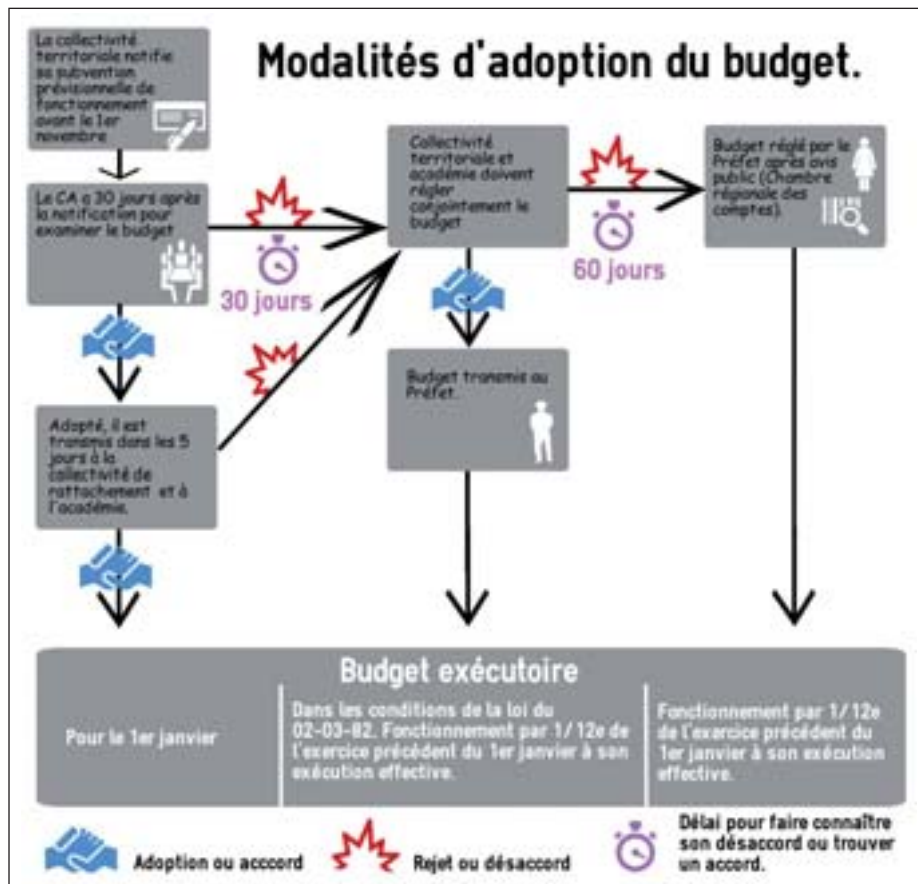 Modalités d'adoption du budget.
La collectivité
territoriale notifie
sa subvention
prévisionnelle de
fonctionnement
avant le 1er
novembre
Le CA a 30 jours après
la notification pour
examiner le budget
30 jours
Collectivité
territoriale et
académie doivent
régler
conjointement le
budget
60 jours
Budget réglé par le
Préfet après avis
public (Chambre
régionale des
comptes).
Adopté, il est
transmis dans les 5
jours à la
collectivité de
rattachement et à
l'académie.
Budget transmis au
Préfet.
Budget exécutoire
Pour le 1er janvier
Dans les conditions de la loi du
02-03-82. Fonctionnement par 1/12e de
l'exercice précédent du 1er janvier à son
exécution effective.
Fonctionnement par 1/12e
de l'exercice précédent du
1er janvier à son exécution
effective.
Adoption ou acccord
Rejet ou désaccord
Délai pour faire connaître
son désaccord ou trouver
un accord.